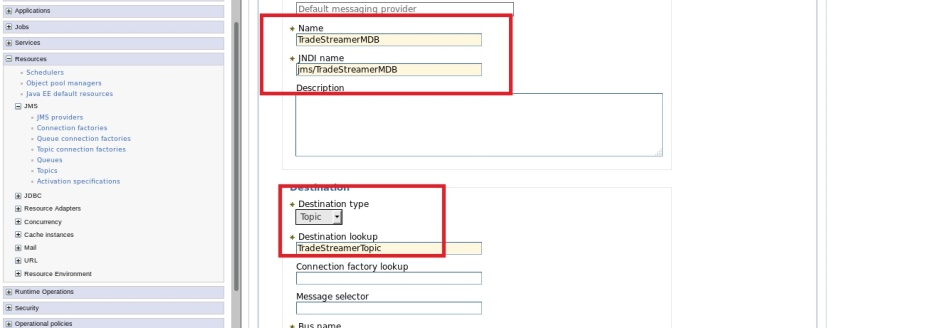 Applications
Jobs
Services
Resources
Schedulers
Object pool managers
Java EE default resources
JMS
JMS providers
Connection factories
Queue connection factories
Topic connection factories
Queues
Topics
Activation specifications
JDBC
Resource Adapters
Concurrency
Cache instances
Mail
URL
Resource Environment
Runtime Operations
Security
Operational policies
Default messaging provider
Name
TradeStreamerMDB
JNDI name
jms/TradeStreamerMDB
Description
Destination
Destination type
Topic
Destination lookup
TradeStreamerTopic
Connection factory lookup
Message selector
Bus name